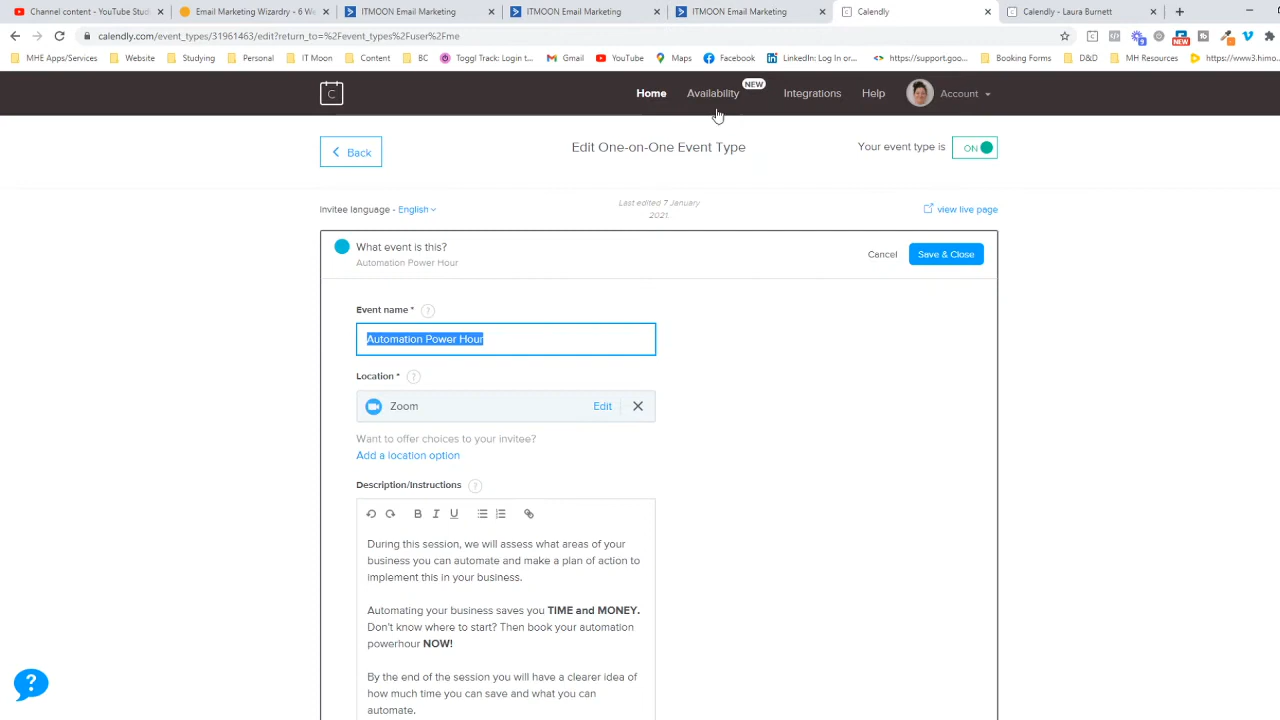 Channel content - YouTube Stud
Email Marketing Wizardry - 6 We
ITMOON Email Marketing
ITMOON Email Marketing
ITMOON Email Marketing
Calendly
Calendly - Laura Burnett
calendly.com/event_types/31961463/edit?return_to=%2Fevent_types%2Fuser%2Fme
MHE Apps/Services
Website
Studying
Personal
IT Moon
Content
BC
Toggl Track: Login t...
Gmail
YouTube
Maps
Facebook
LinkedIn: Log In or...
https://support.goo...
Booking Forms
D&D
MH Resources
https://www3.himo
NEW
C
Home
Availability
NEW
Integrations
Help
Account
Back
Edit One-on-One Event Type
Your event type is
ON
Invitee language - English
Last edited 7 January
2021.
view live page
What event is this?
Automation Power Hour
Cancel
Save & Close
Event name * ?
Automation Power Hour
Location * ?
Zoom
Edit
Want to offer choices to your invitee?
Add a location option
Description/Instructions ?
B I U
During this session, we will assess what areas of your
business you can automate and make a plan of action to
implement this in your business.
Automating your business saves you TIME and MONEY.
Don't know where to start? Then book your automation
powerhour NOW!
By the end of the session you will have a clearer idea of
how much time you can save and what you can
automate.
?